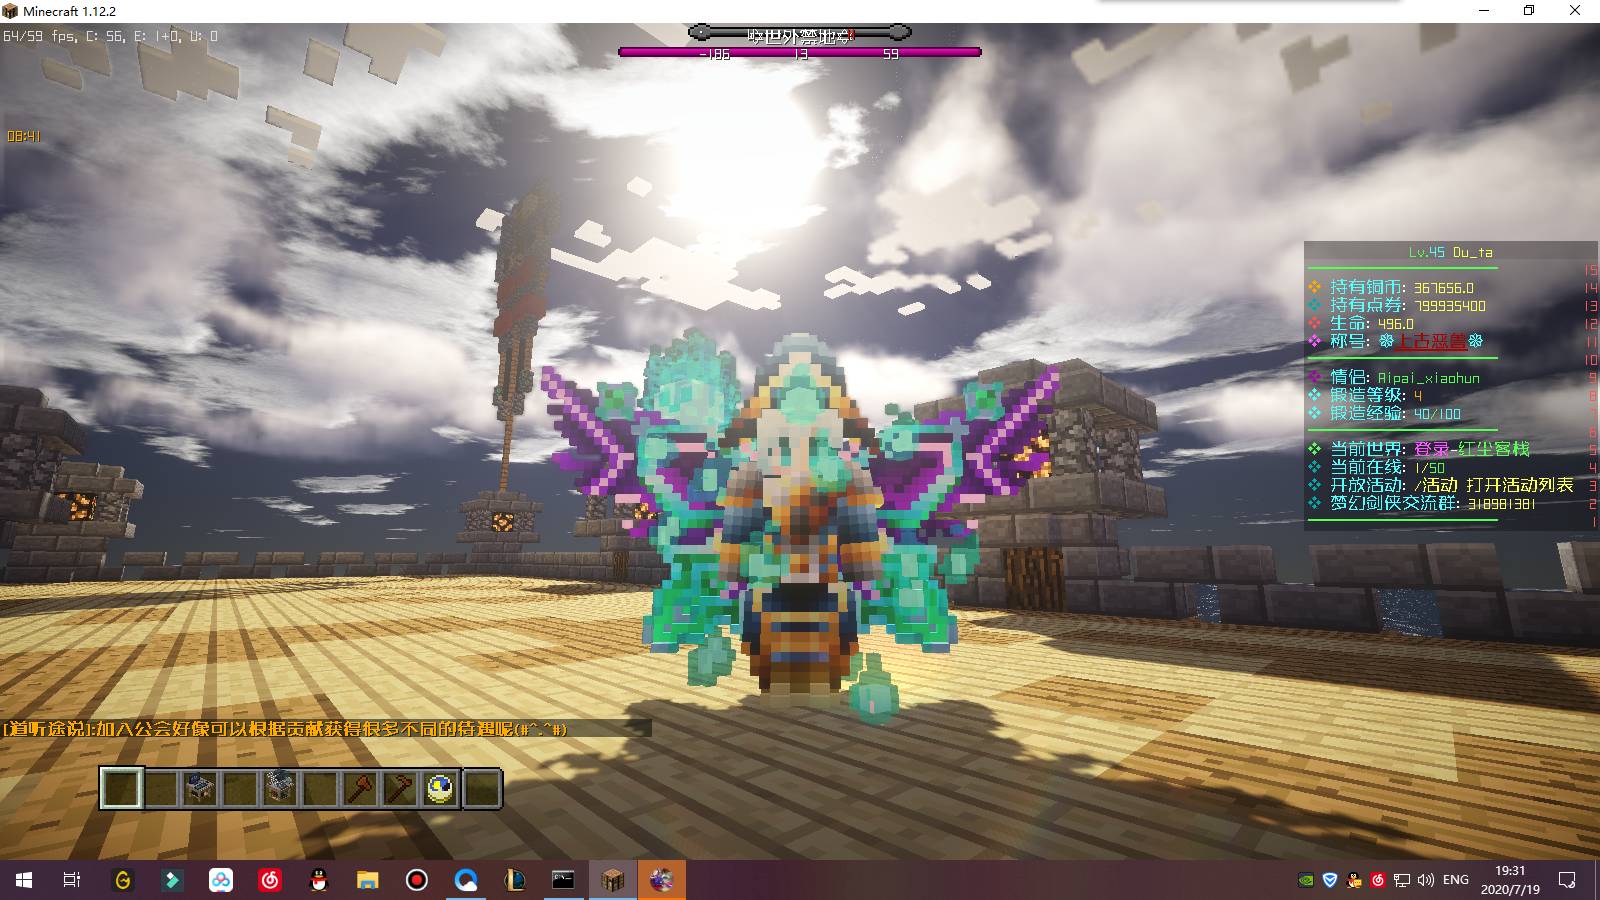 Minecraft 1.12.2
64/59 fps, C: 56, E: 1+0, U: 0
世外禁地
-186 13 59
08:41
Lv.45 Du_ta
15
持有铜币: 367656.0 14
持有点券: 799935400 13
生命: 496.0 12
称号: ❁上古恶兽❁ 11
10
情侣: Aipai_xiaohun 9
锻造等级: 4 8
锻造经验: 40/100 7
6
当前世界: 登录-红尘客栈 5
当前在线: 1/50 4
开放活动: /活动 打开活动列表 3
梦幻剑侠交流群: 318981381 2
1
[道听途说]:加入公会好像可以根据贡献获得很多不同的待遇呢(#^.^#)
ENG
19:31
2020/7/19